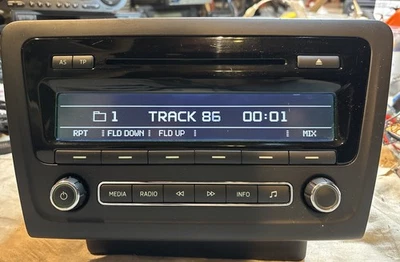 AS TP
1 TRACK 86 00:01
RPT FLD DOWN FLD UP MIX
MEDIA RADIO INFO